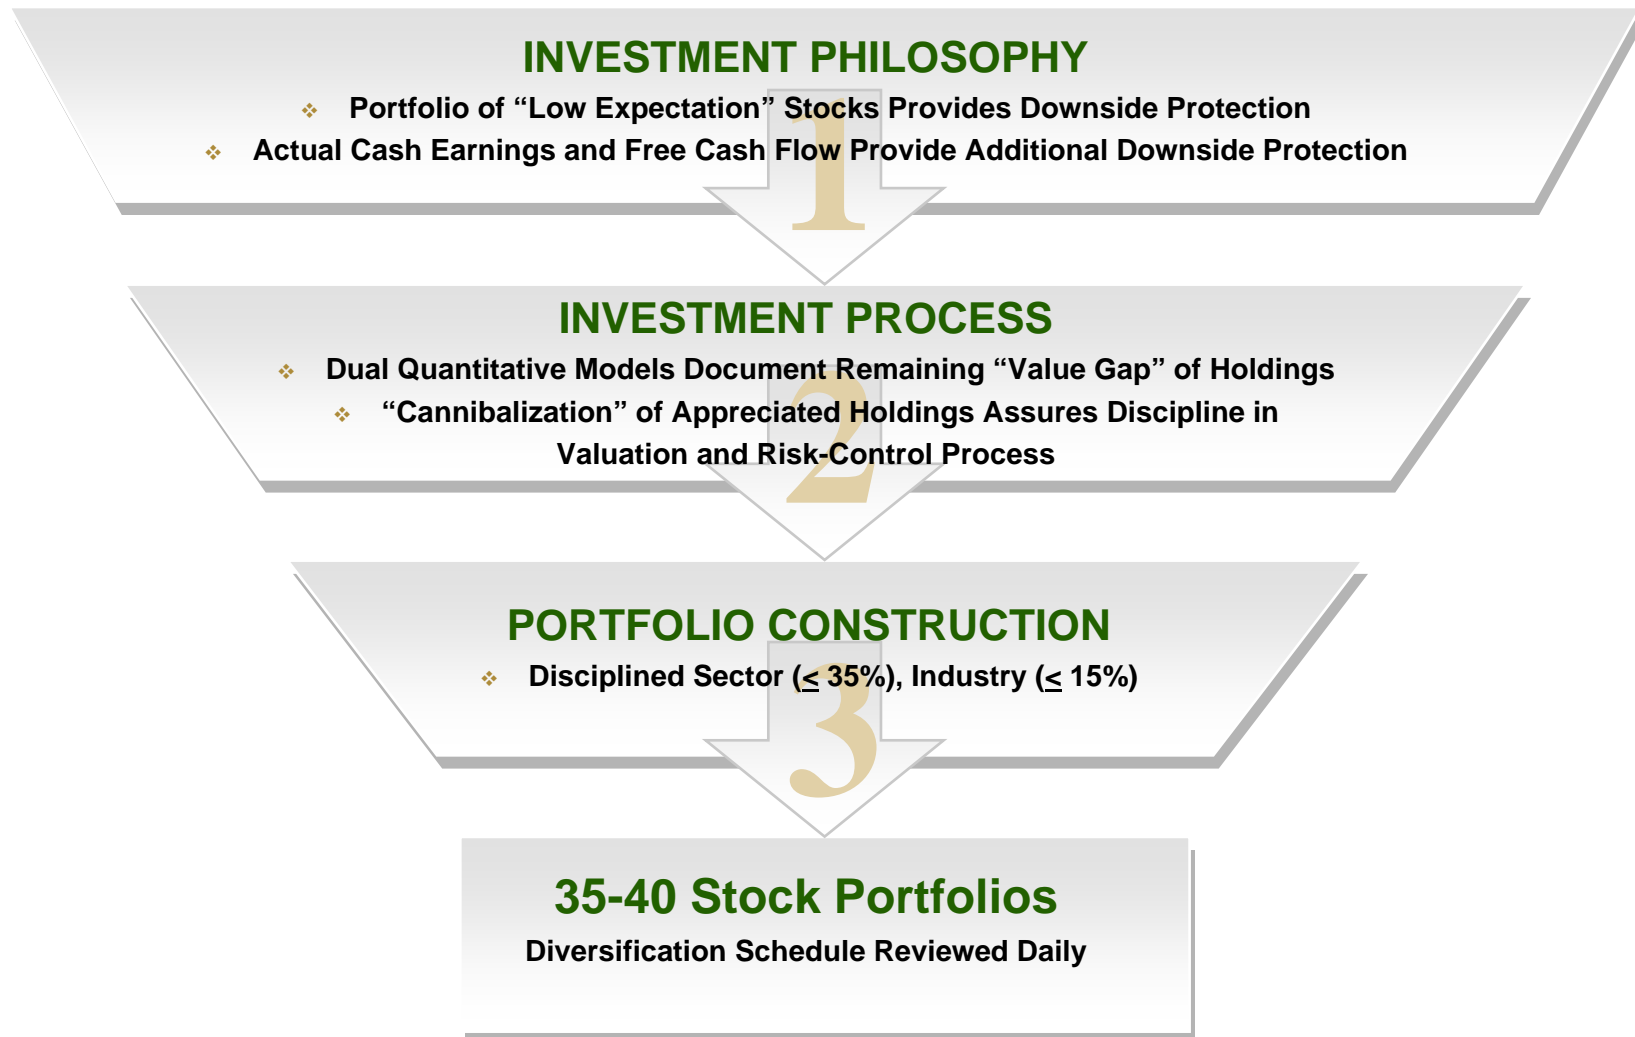 INVESTMENT PHILOSOPHY
❖ Portfolio of “Low Expectation” Stocks Provides Downside Protection
❖ Actual Cash Earnings and Free Cash Flow Provide Additional Downside Protection
1
INVESTMENT PROCESS
❖ Dual Quantitative Models Document Remaining “Value Gap” of Holdings
❖ “Cannibalization” of Appreciated Holdings Assures Discipline in
Valuation and Risk-Control Process
2
PORTFOLIO CONSTRUCTION
❖ Disciplined Sector (≤ 35%), Industry (≤ 15%)
3
35-40 Stock Portfolios
Diversification Schedule Reviewed Daily